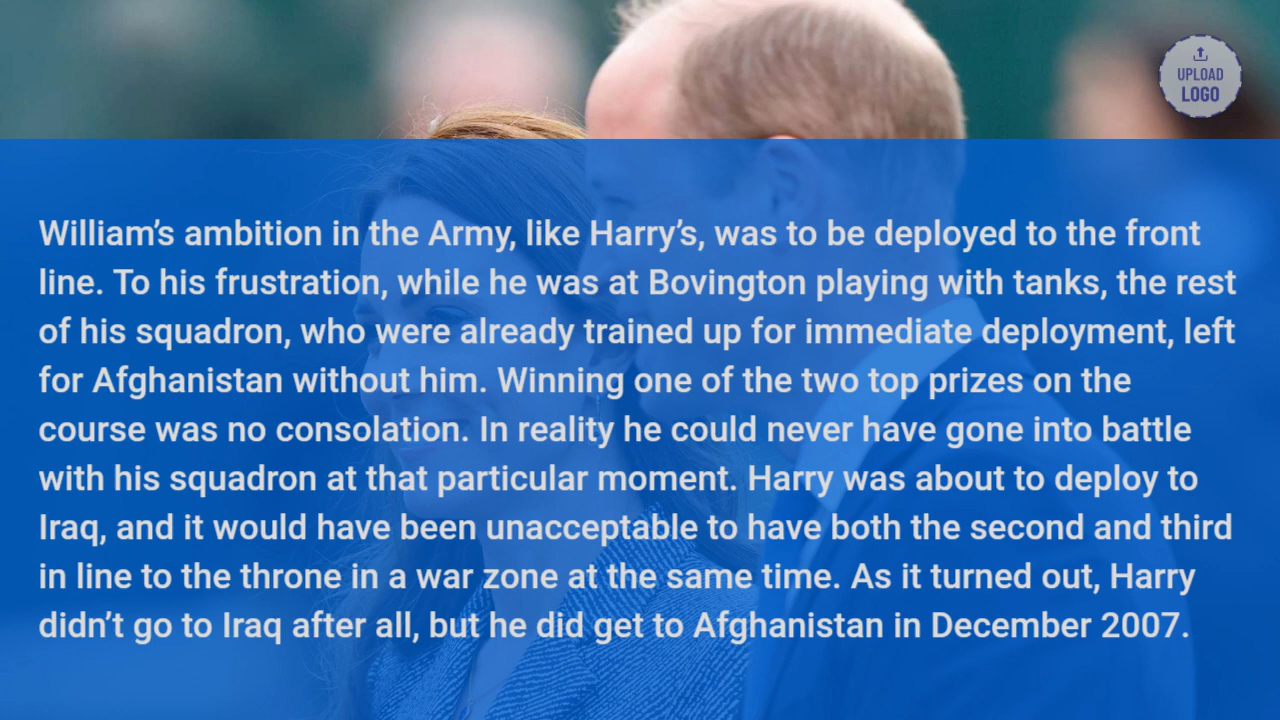 UPLOAD
LOGO
William’s ambition in the Army, like Harry’s, was to be deployed to the front
line. To his frustration, while he was at Bovington playing with tanks, the rest
of his squadron, who were already trained up for immediate deployment, left
for Afghanistan without him. Winning one of the two top prizes on the
course was no consolation. In reality he could never have gone into battle
with his squadron at that particular moment. Harry was about to deploy to
Iraq, and it would have been unacceptable to have both the second and third
in line to the throne in a war zone at the same time. As it turned out, Harry
didn’t go to Iraq after all, but he did get to Afghanistan in December 2007.